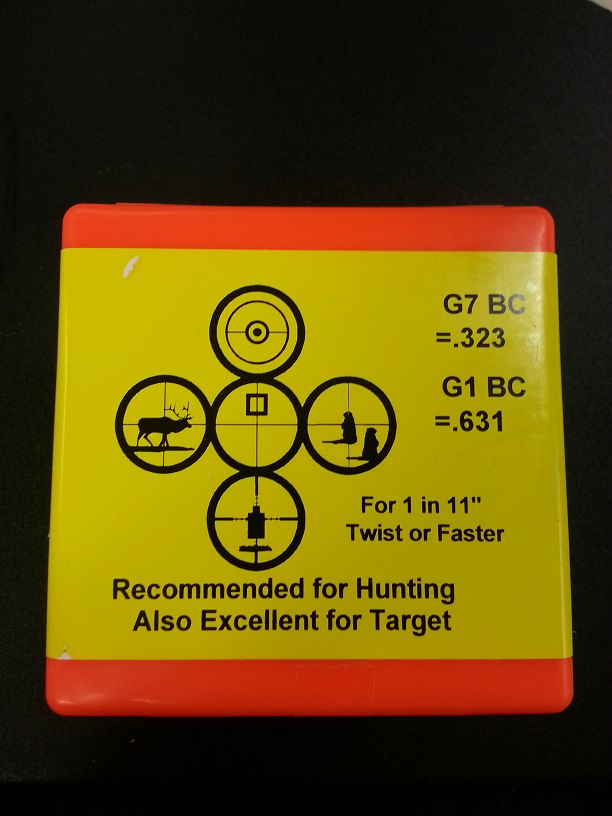 G7 BC
=.323
G1 BC
=.631
For 1 in 11"
Twist or Faster
Recommended for Hunting
Also Excellent for Target